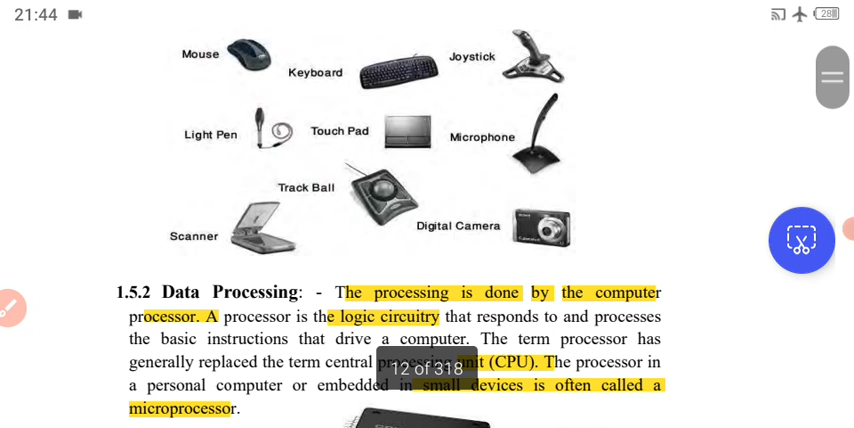 21:44
28
Mouse
Keyboard
Joystick
Light Pen
Touch Pad
Microphone
Track Ball
Digital Camera
Scanner
1.5.2 Data Processing: - The processing is done by the computer
processor. A processor is the logic circuitry that responds to and processes
the basic instructions that drive a computer. The term processor has
generally replaced the term central processing unit (CPU). The processor in
12 of 318
a personal computer or embedded in small devices is often called a
microprocessor.